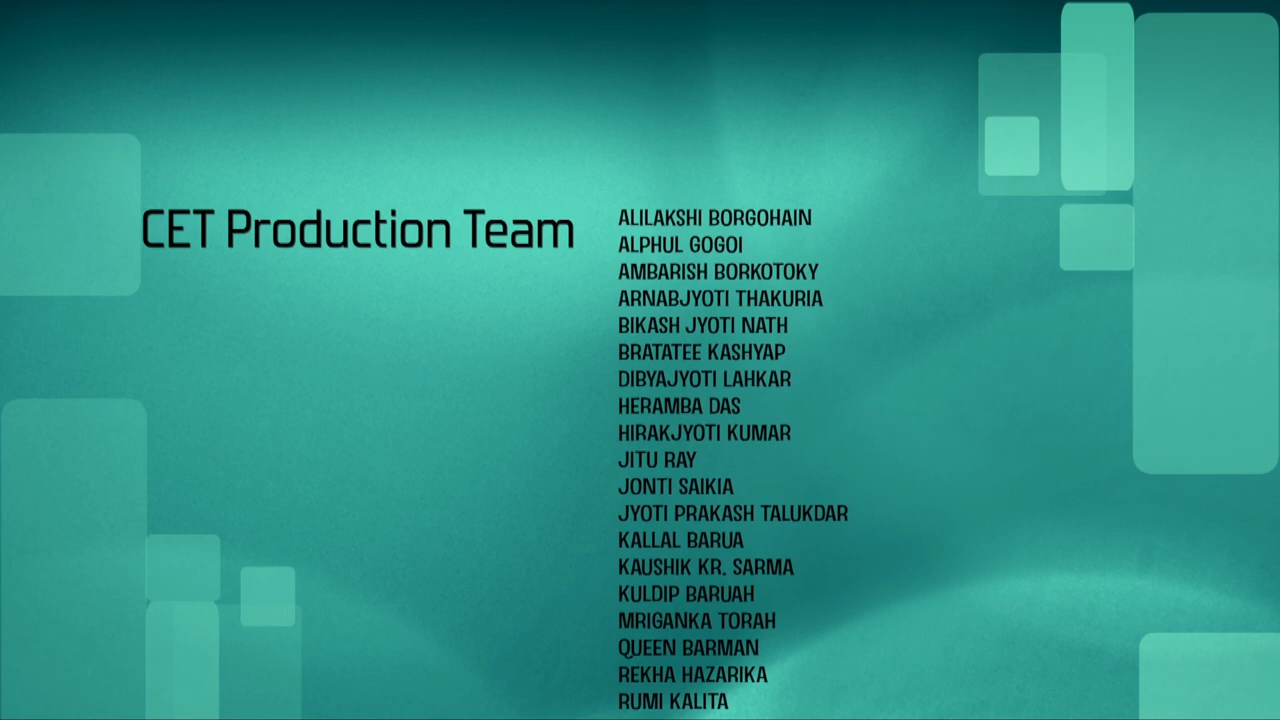 CET Production Team
ALILAKSHI BORGOHAIN
ALPHUL GOGOI
AMBARISH BORKOTOKY
ARNABJYOTI THAKURIA
BIKASH JYOTI NATH
BRATATEE KASHYAP
DIBYAJYOTI LAHKAR
HERAMBA DAS
HIRAKJYOTI KUMAR
JITU RAY
JONTI SAIKIA
JYOTI PRAKASH TALUKDAR
KALLAL BARUA
KAUSHIK KR. SARMA
KULDIP BARUAH
MRIGANKA TORAH
QUEEN BARMAN
REKHA HAZARIKA
RUMI KALITA